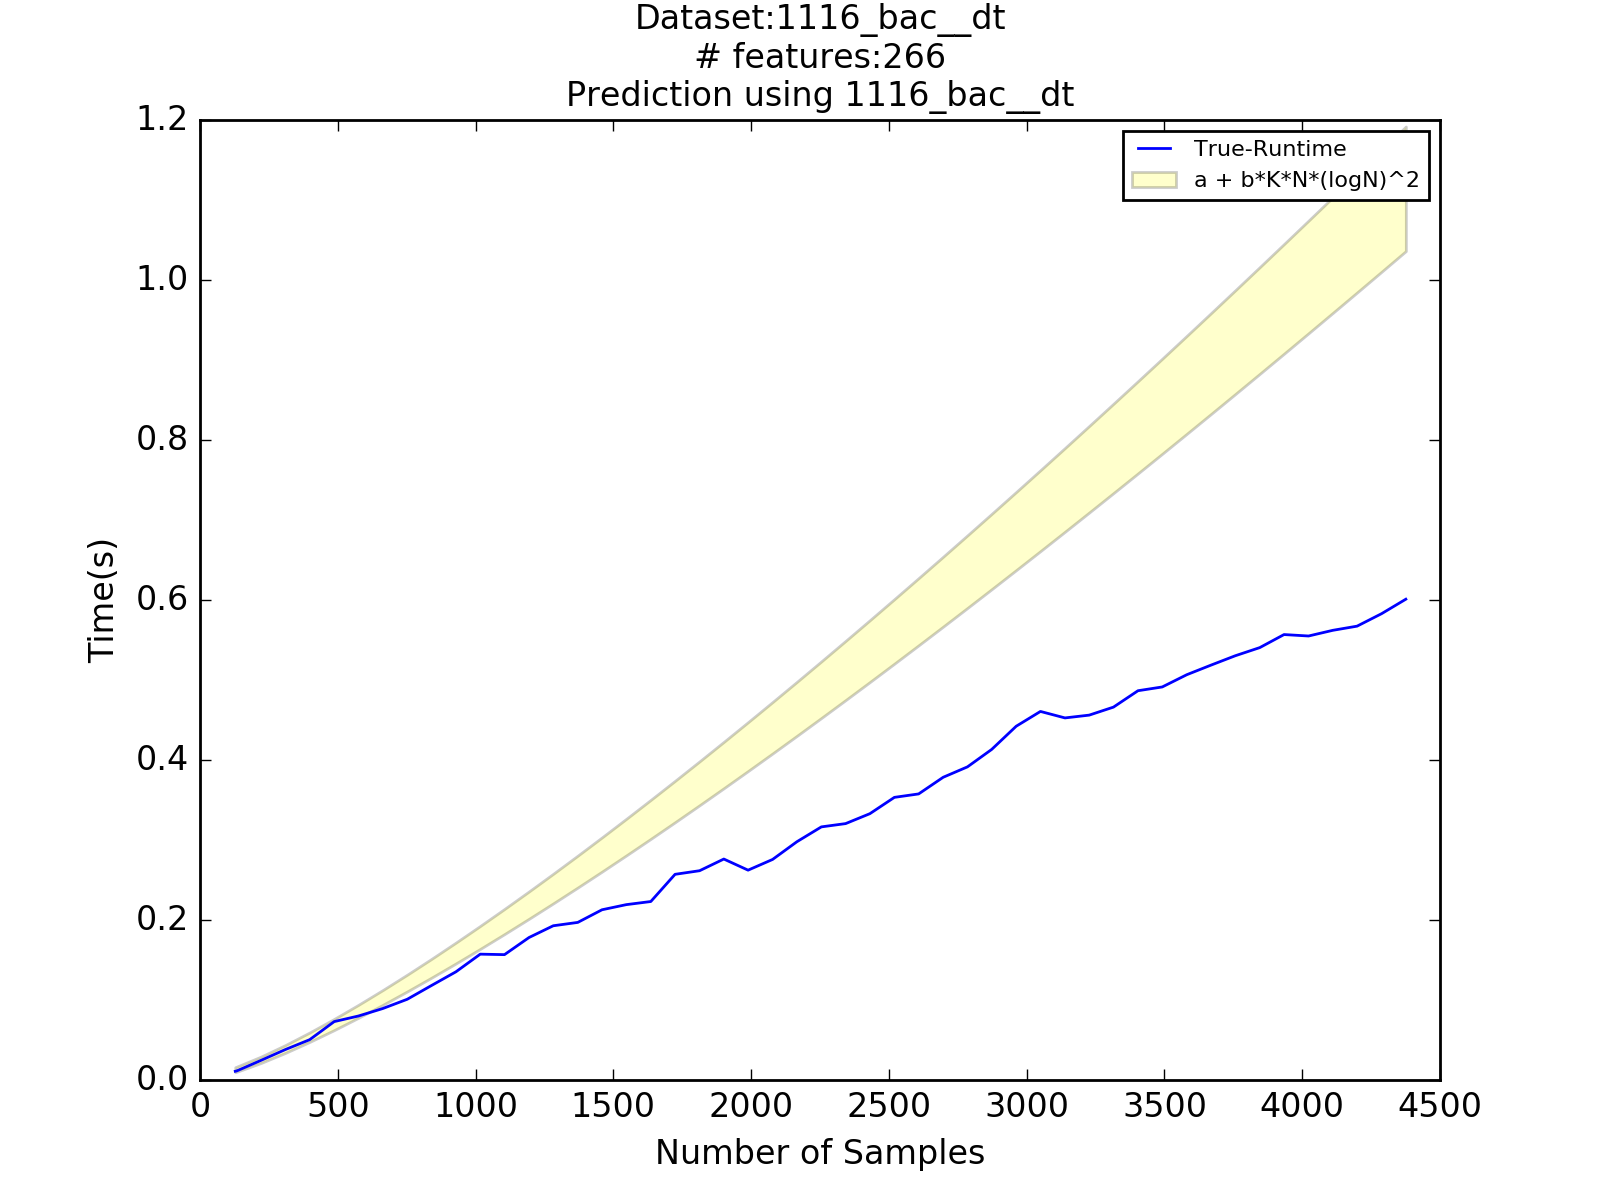 Dataset:1116_bac__dt
# features:266
Prediction using 1116_bac__dt
True-Runtime
a + b*K*N*(logN)^2
1.2
1.0
0.8
0.6
0.4
0.2
0.0
Time(s)
0 500 1000 1500 2000 2500 3000 3500 4000 4500
Number of Samples